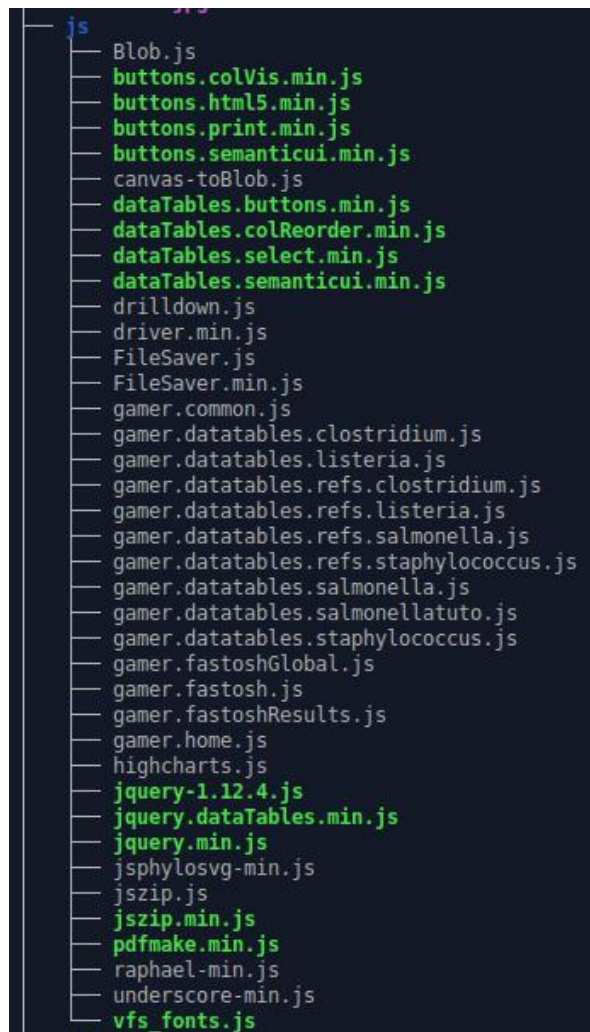 js
Blob.js
buttons.colVis.min.js
buttons.html5.min.js
buttons.print.min.js
buttons.semanticui.min.js
canvas-toBlob.js
dataTables.buttons.min.js
dataTables.colReorder.min.js
dataTables.select.min.js
dataTables.semanticui.min.js
drilldown.js
driver.min.js
FileSaver.js
FileSaver.min.js
gamer.common.js
gamer.datatables.clostridium.js
gamer.datatables.listeria.js
gamer.datatables.refs.clostridium.js
gamer.datatables.refs.listeria.js
gamer.datatables.refs.salmonella.js
gamer.datatables.refs.staphylococcus.js
gamer.datatables.salmonella.js
gamer.datatables.salmonellatuto.js
gamer.datatables.staphylococcus.js
gamer.fastoshGlobal.js
gamer.fastosh.js
gamer.fastoshResults.js
gamer.home.js
highcharts.js
jquery-1.12.4.js
jquery.dataTables.min.js
jquery.min.js
jsphylosvg-min.js
jszip.js
jszip.min.js
pdfmake.min.js
raphael-min.js
underscore-min.js
vfs_fonts.js